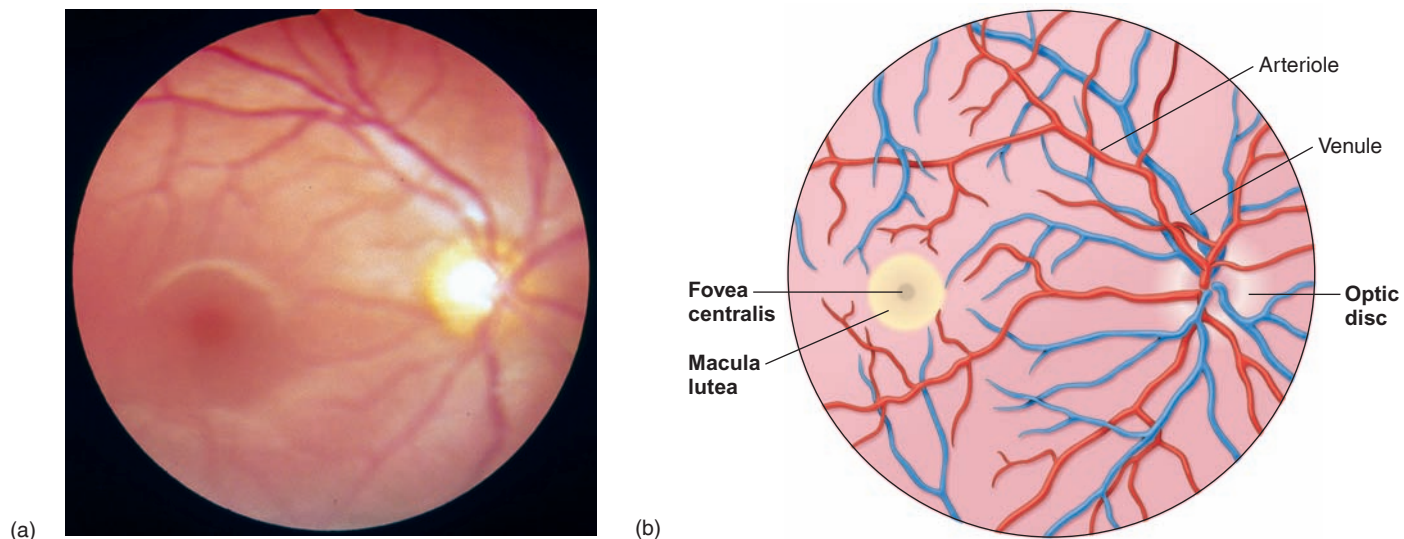 Arteriole
Venule
Fovea
centralis
Macula
lutea
Optic
disc
(a)
(b)